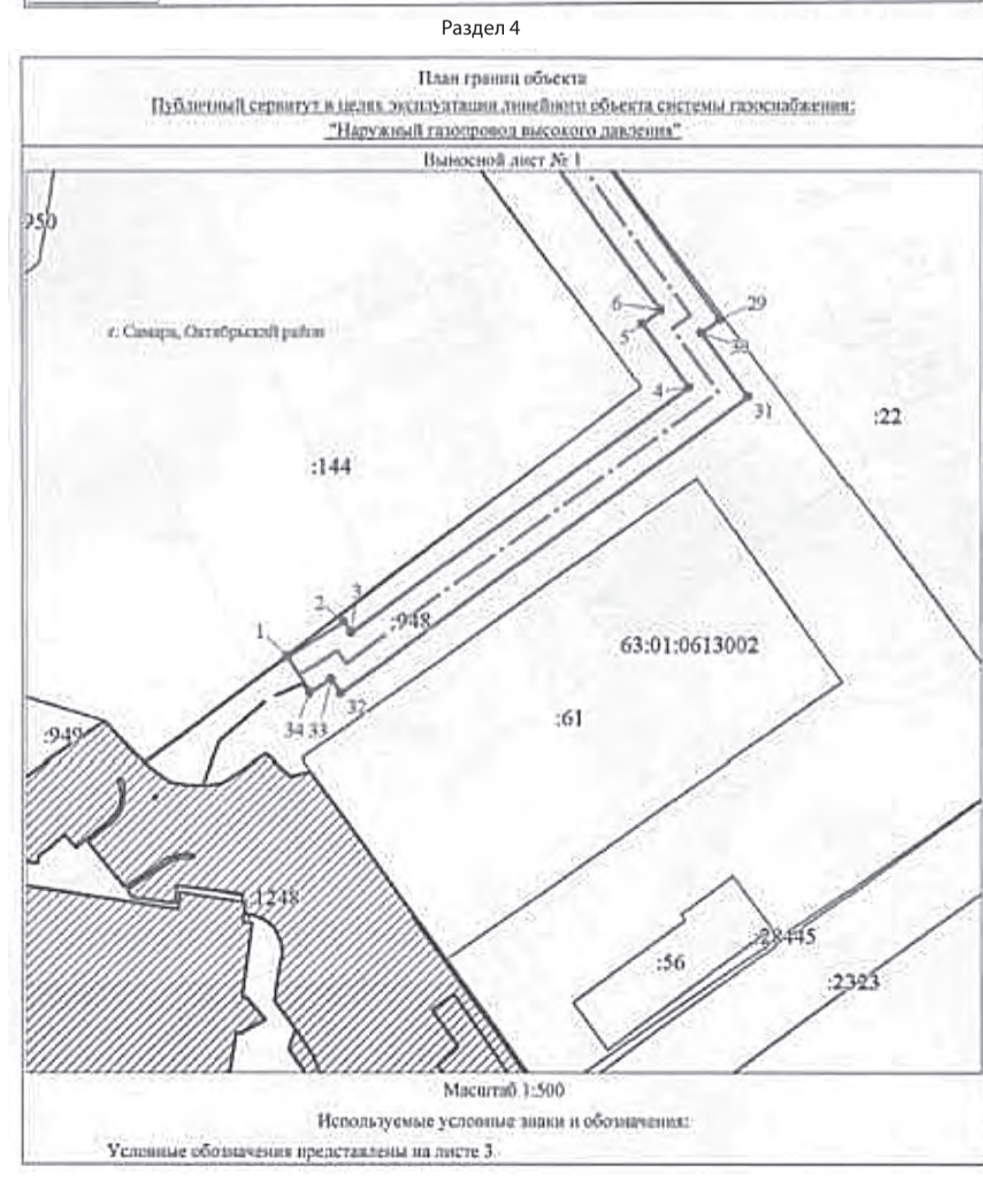 Раздел 4
План границ объекта
Публичный сервитут в целях эксплуатации линейного объекта системы газоснабжения:
"Наружный газопровод высокого давления"
Выносной лист № 1
950
г. Самара, Октябрьский район
6
29
5
30
4
31
:22
:144
2
3
1
:948
63:01:0613002
34
33
32
:61
:949
:1248
:28445
:56
:2323
Масштаб 1:500
Используемые условные знаки и обозначения:
Условные обозначения представлены на листе 3